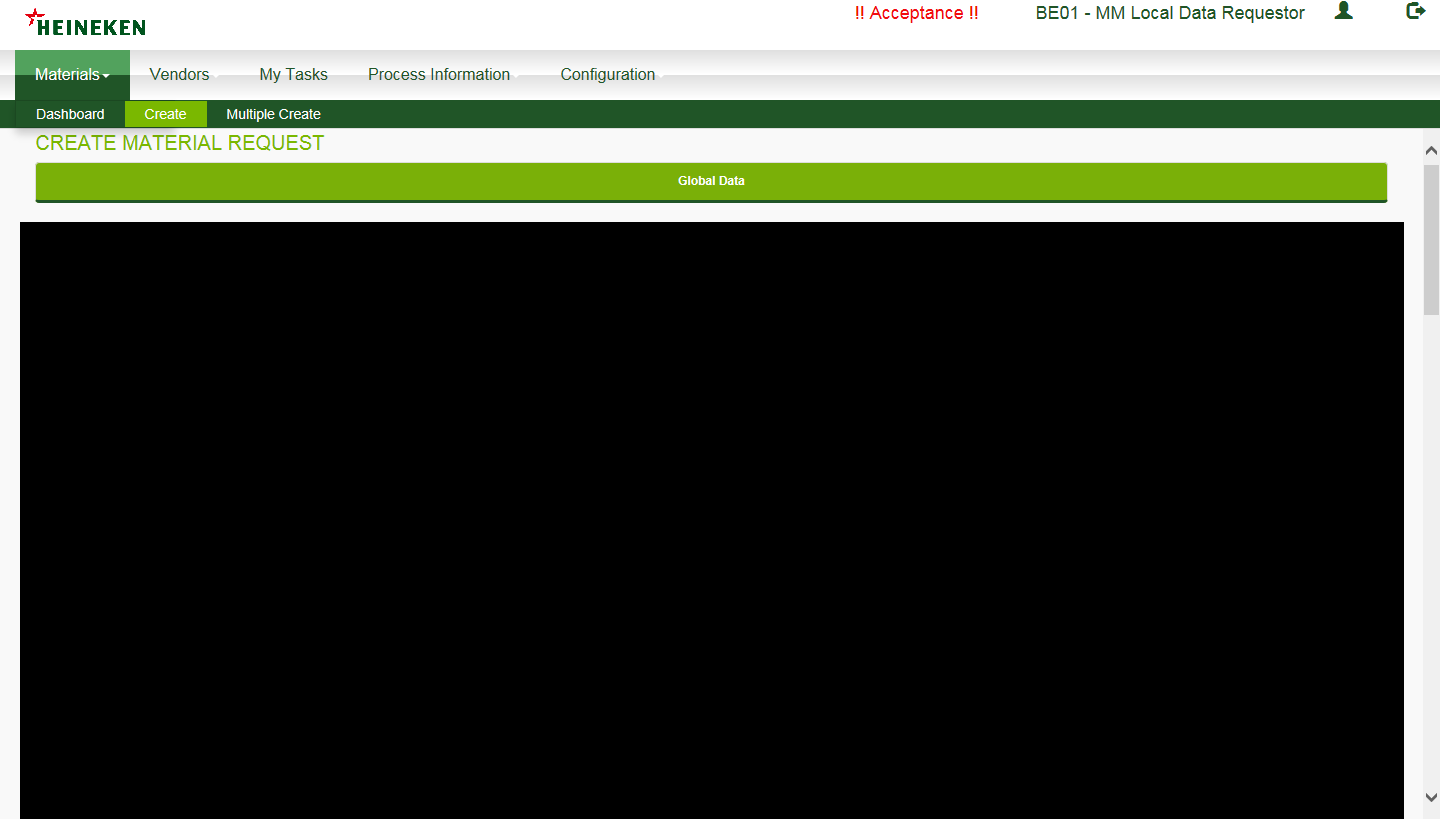 HEINEKEN
!! Acceptance !!
BE01 - MM Local Data Requestor
Materials
Vendors
My Tasks
Process Information
Configuration
Dashboard
Create
Multiple Create
CREATE MATERIAL REQUEST
Global Data